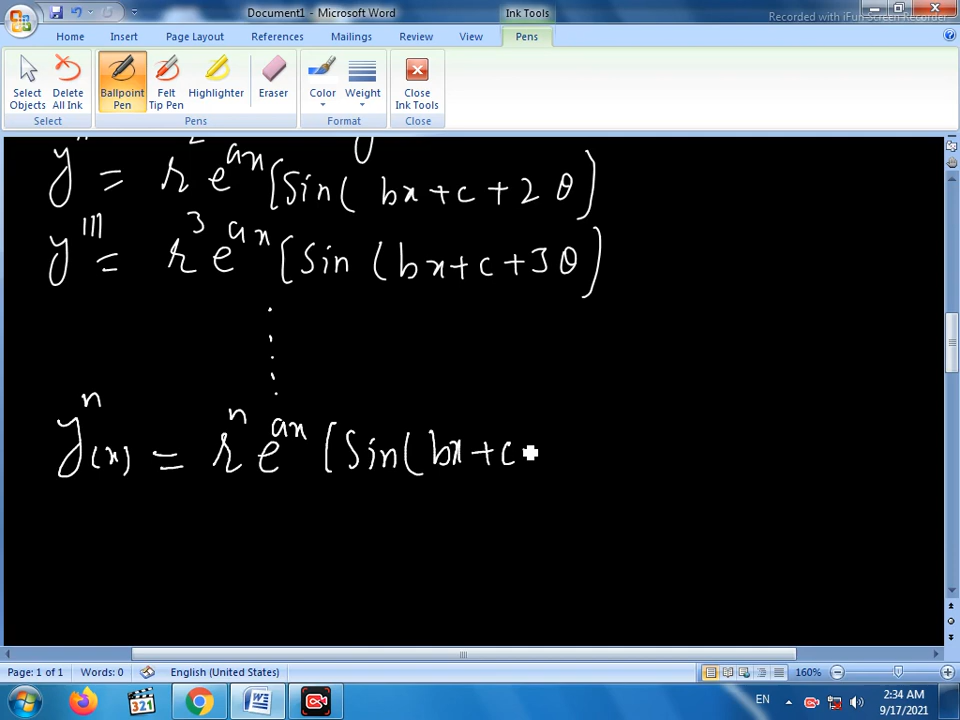 Document1 - Microsoft Word
Ink Tools
Recorded with iFun Screen Recorder
Home Insert Page Layout References Mailings Review View Pens
Select Objects Delete All Ink Ballpoint Pen Felt Tip Pen Highlighter Eraser Color Weight Close Ink Tools
Select Pens Format Close
y" = r² e^ax [Sin( bx+c+2θ)
y''' = r³ e^ax [Sin (bx+c+3θ)
y^n(x) = r^n e^ax [Sin(bx+c
Page: 1 of 1 Words: 0 English (United States) 160%
321 EN 2:34 AM
9/17/2021